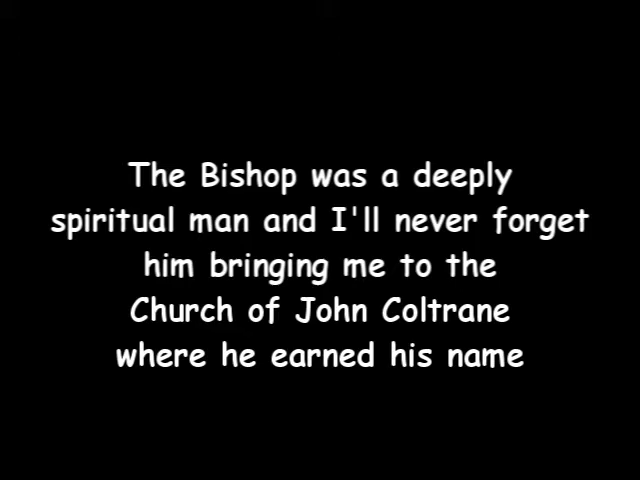 The Bishop was a deeply
spiritual man and I'll never forget
him bringing me to the
Church of John Coltrane
where he earned his name